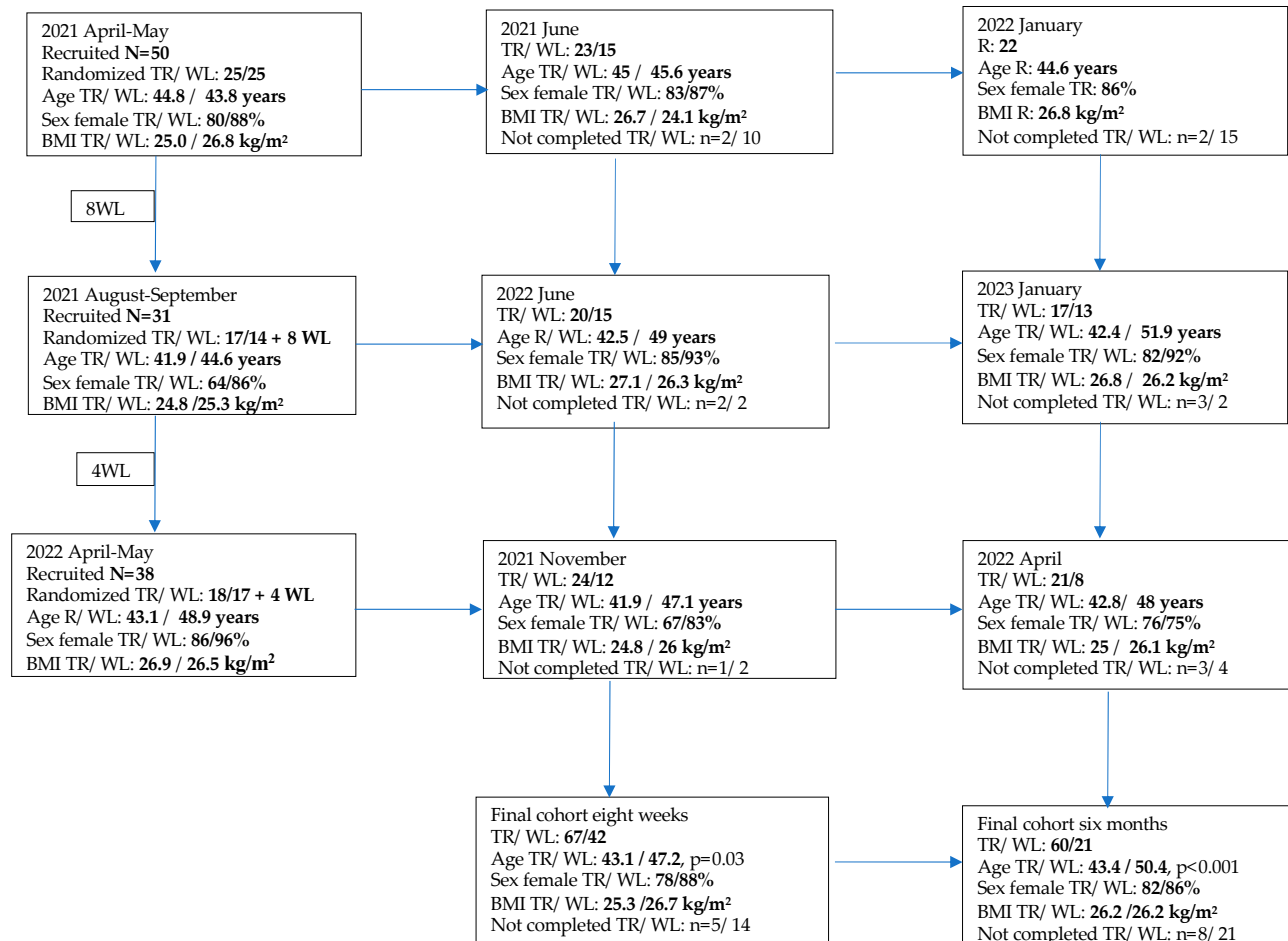 2021 April-May
Recruited N=50
Randomized TR/ WL: 25/25
Age TR/ WL: 44.8 / 43.8 years
Sex female TR/ WL: 80/88%
BMI TR/ WL: 25.0 / 26.8 kg/m²
2021 June
TR/ WL: 23/15
Age TR/ WL: 45 / 45.6 years
Sex female TR/ WL: 83/87%
BMI TR/ WL: 26.7 / 24.1 kg/m²
Not completed TR/ WL: n=2/ 10
2022 January
R: 22
Age R: 44.6 years
Sex female TR: 86%
BMI R: 26.8 kg/m²
Not completed TR/ WL: n=2/ 15
8WL
2021 August-September
Recruited N=31
Randomized TR/ WL: 17/14 + 8 WL
Age TR/ WL: 41.9 / 44.6 years
Sex female TR/ WL: 64/86%
BMI TR/ WL: 24.8 /25.3 kg/m²
2022 June
TR/ WL: 20/15
Age R/ WL: 42.5 / 49 years
Sex female TR/ WL: 85/93%
BMI TR/ WL: 27.1 / 26.3 kg/m²
Not completed TR/ WL: n=2/ 2
2023 January
TR/ WL: 17/13
Age TR/ WL: 42.4 / 51.9 years
Sex female TR/ WL: 82/92%
BMI TR/ WL: 26.8 / 26.2 kg/m²
Not completed TR/ WL: n=3/ 2
4WL
2022 April-May
Recruited N=38
Randomized TR/ WL: 18/17 + 4 WL
Age R/ WL: 43.1 / 48.9 years
Sex female TR/ WL: 86/96%
BMI TR/ WL: 26.9 / 26.5 kg/m²
2021 November
TR/ WL: 24/12
Age TR/ WL: 41.9 / 47.1 years
Sex female TR/ WL: 67/83%
BMI TR/ WL: 24.8 / 26 kg/m²
Not completed TR/ WL: n=1/ 2
2022 April
TR/ WL: 21/8
Age TR/ WL: 42.8/ 48 years
Sex female TR/ WL: 76/75%
BMI TR/ WL: 25 / 26.1 kg/m²
Not completed TR/ WL: n=3/ 4
Final cohort eight weeks
TR/ WL: 67/42
Age TR/ WL: 43.1 / 47.2, p=0.03
Sex female TR/ WL: 78/88%
BMI TR/ WL: 25.3 /26.7 kg/m²
Not completed TR/ WL: n=5/ 14
Final cohort six months
TR/ WL: 60/21
Age TR/ WL: 43.4 / 50.4, p<0.001
Sex female TR/ WL: 82/86%
BMI TR/ WL: 26.2 /26.2 kg/m²
Not completed TR/ WL: n=8/ 21